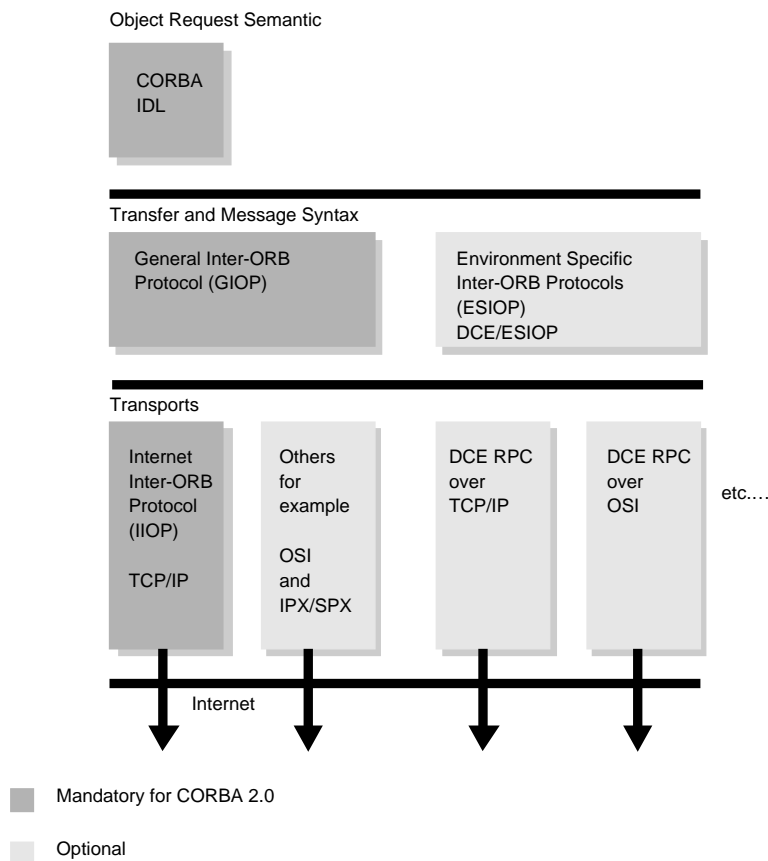 Object Request Semantic
CORBA
IDL
Transfer and Message Syntax
General Inter-ORB
Protocol (GIOP)
Environment Specific
Inter-ORB Protocols
(ESIOP)
DCE/ESIOP
Transports
Internet
Inter-ORB
Protocol
(IIOP)
TCP/IP
Others
for
example
OSI
and
IPX/SPX
DCE RPC
over
TCP/IP
DCE RPC
over
OSI
etc....
Internet
Mandatory for CORBA 2.0
Optional